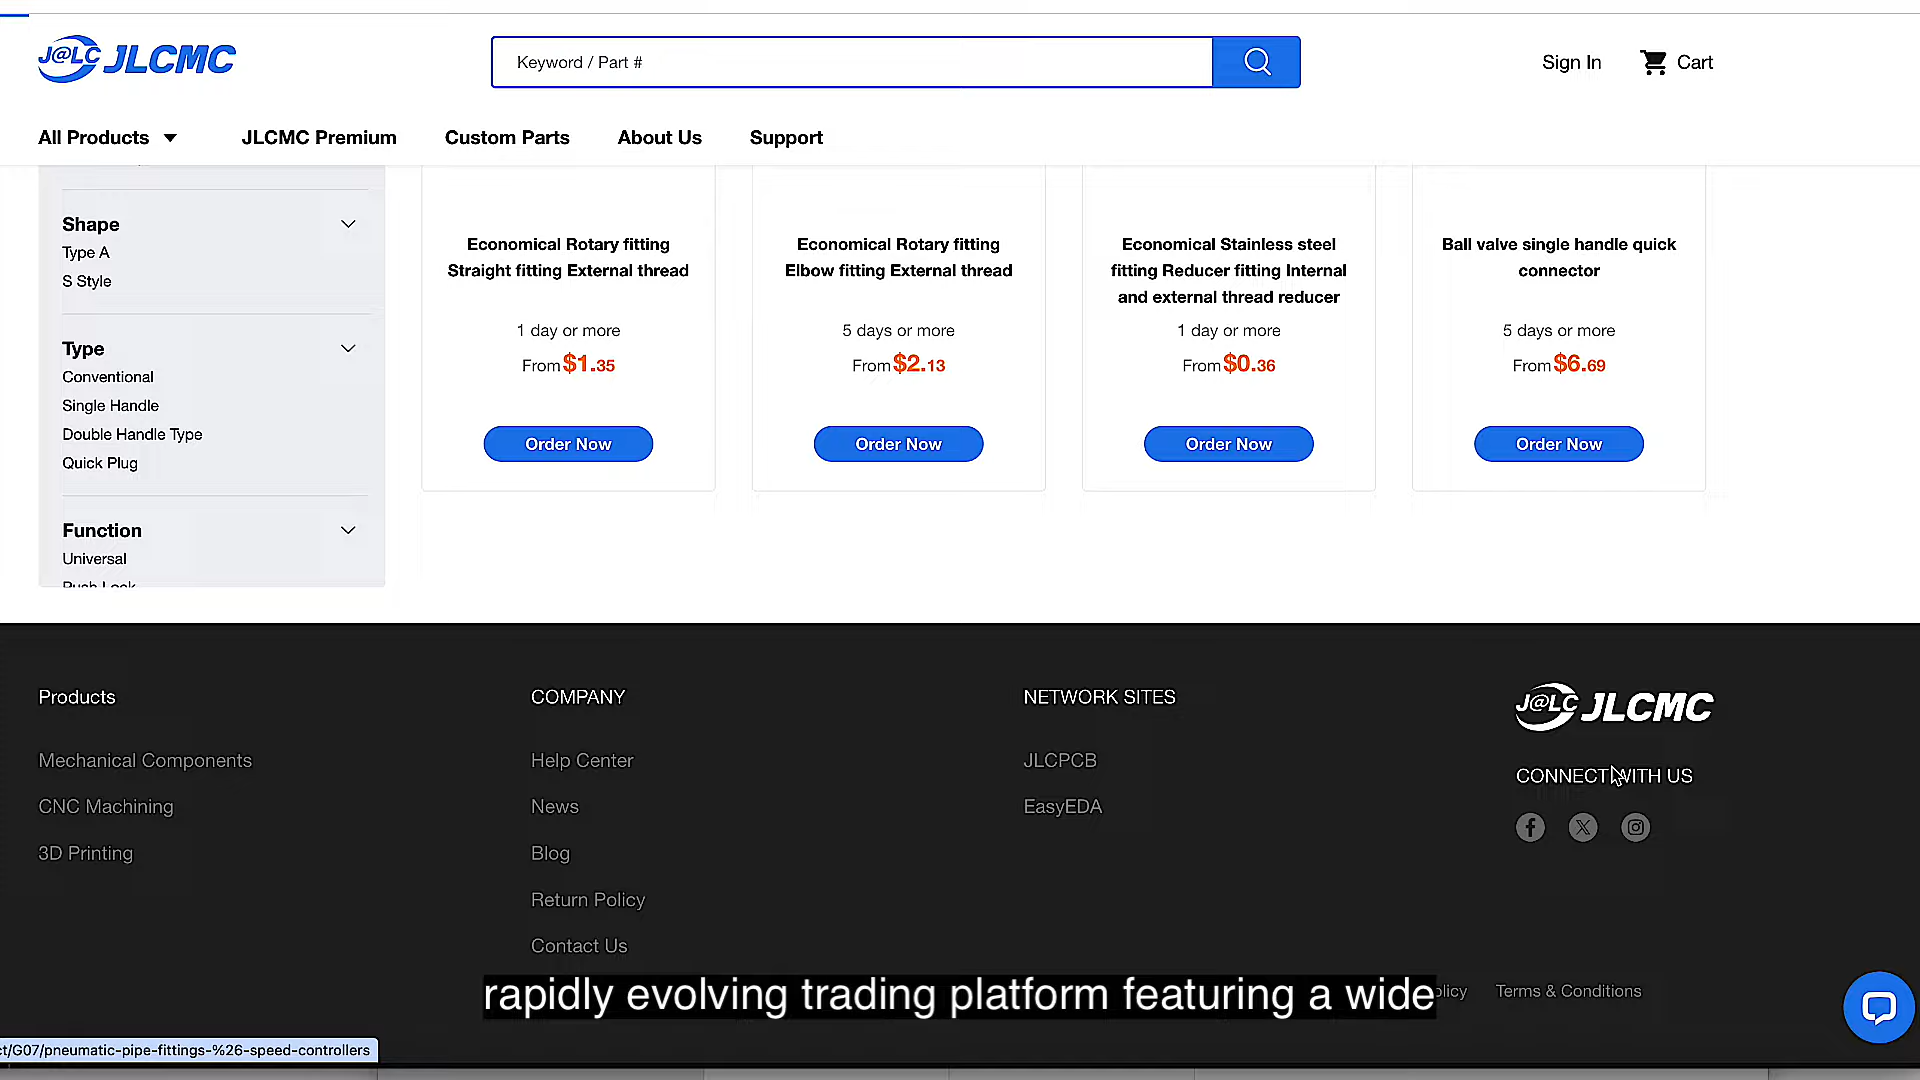 J@LC JLCMC
Keyword / Part #
Sign In
Cart
All Products
JLCMC Premium
Custom Parts
About Us
Support
Shape
Type A
S Style
Type
Conventional
Single Handle
Double Handle Type
Quick Plug
Function
Universal
Push Lock
Economical Rotary fitting
Straight fitting External thread
1 day or more
From $1.35
Order Now
Economical Rotary fitting
Elbow fitting External thread
5 days or more
From $2.13
Order Now
Economical Stainless steel
fitting Reducer fitting Internal
and external thread reducer
1 day or more
From $0.36
Order Now
Ball valve single handle quick
connector
5 days or more
From $6.69
Order Now
Products
Mechanical Components
CNC Machining
3D Printing
COMPANY
Help Center
News
Blog
Return Policy
Contact Us
NETWORK SITES
JLCPCB
EasyEDA
J@LC JLCMC
CONNECT WITH US
Terms & Conditions
rapidly evolving trading platform featuring a wide
ct/G07/pneumatic-pipe-fittings-%26-speed-controllers